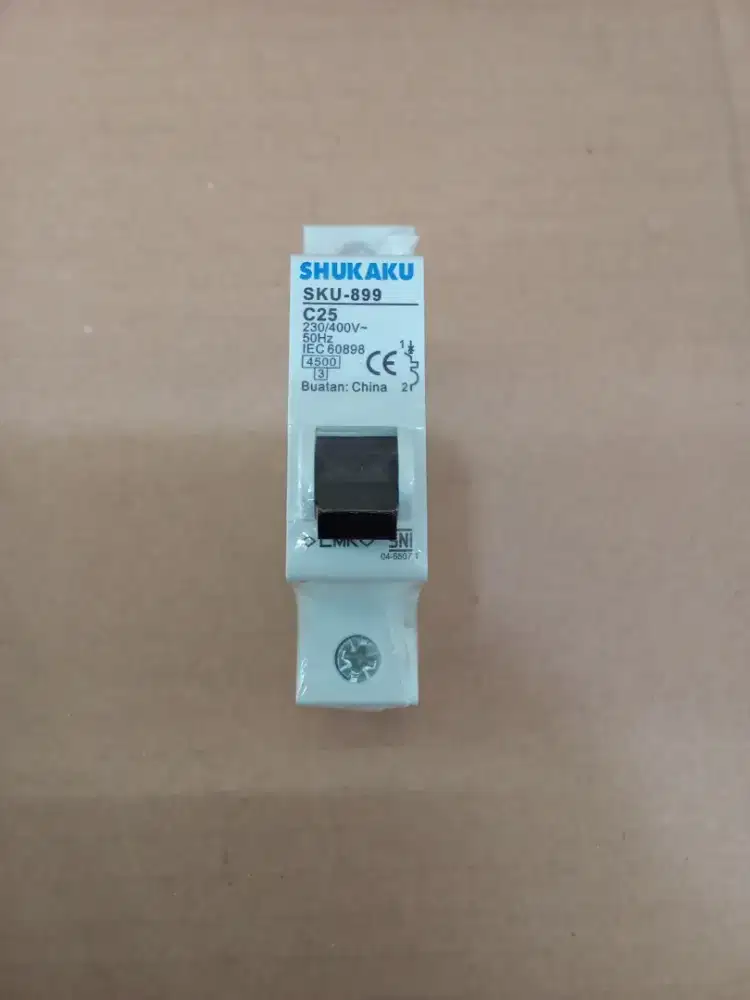 SHUKAKU
SKU-899
C25
230/400V~
50Hz
IEC 60898
4500
3
CE
1
Buatan: China 2
LMK SNI